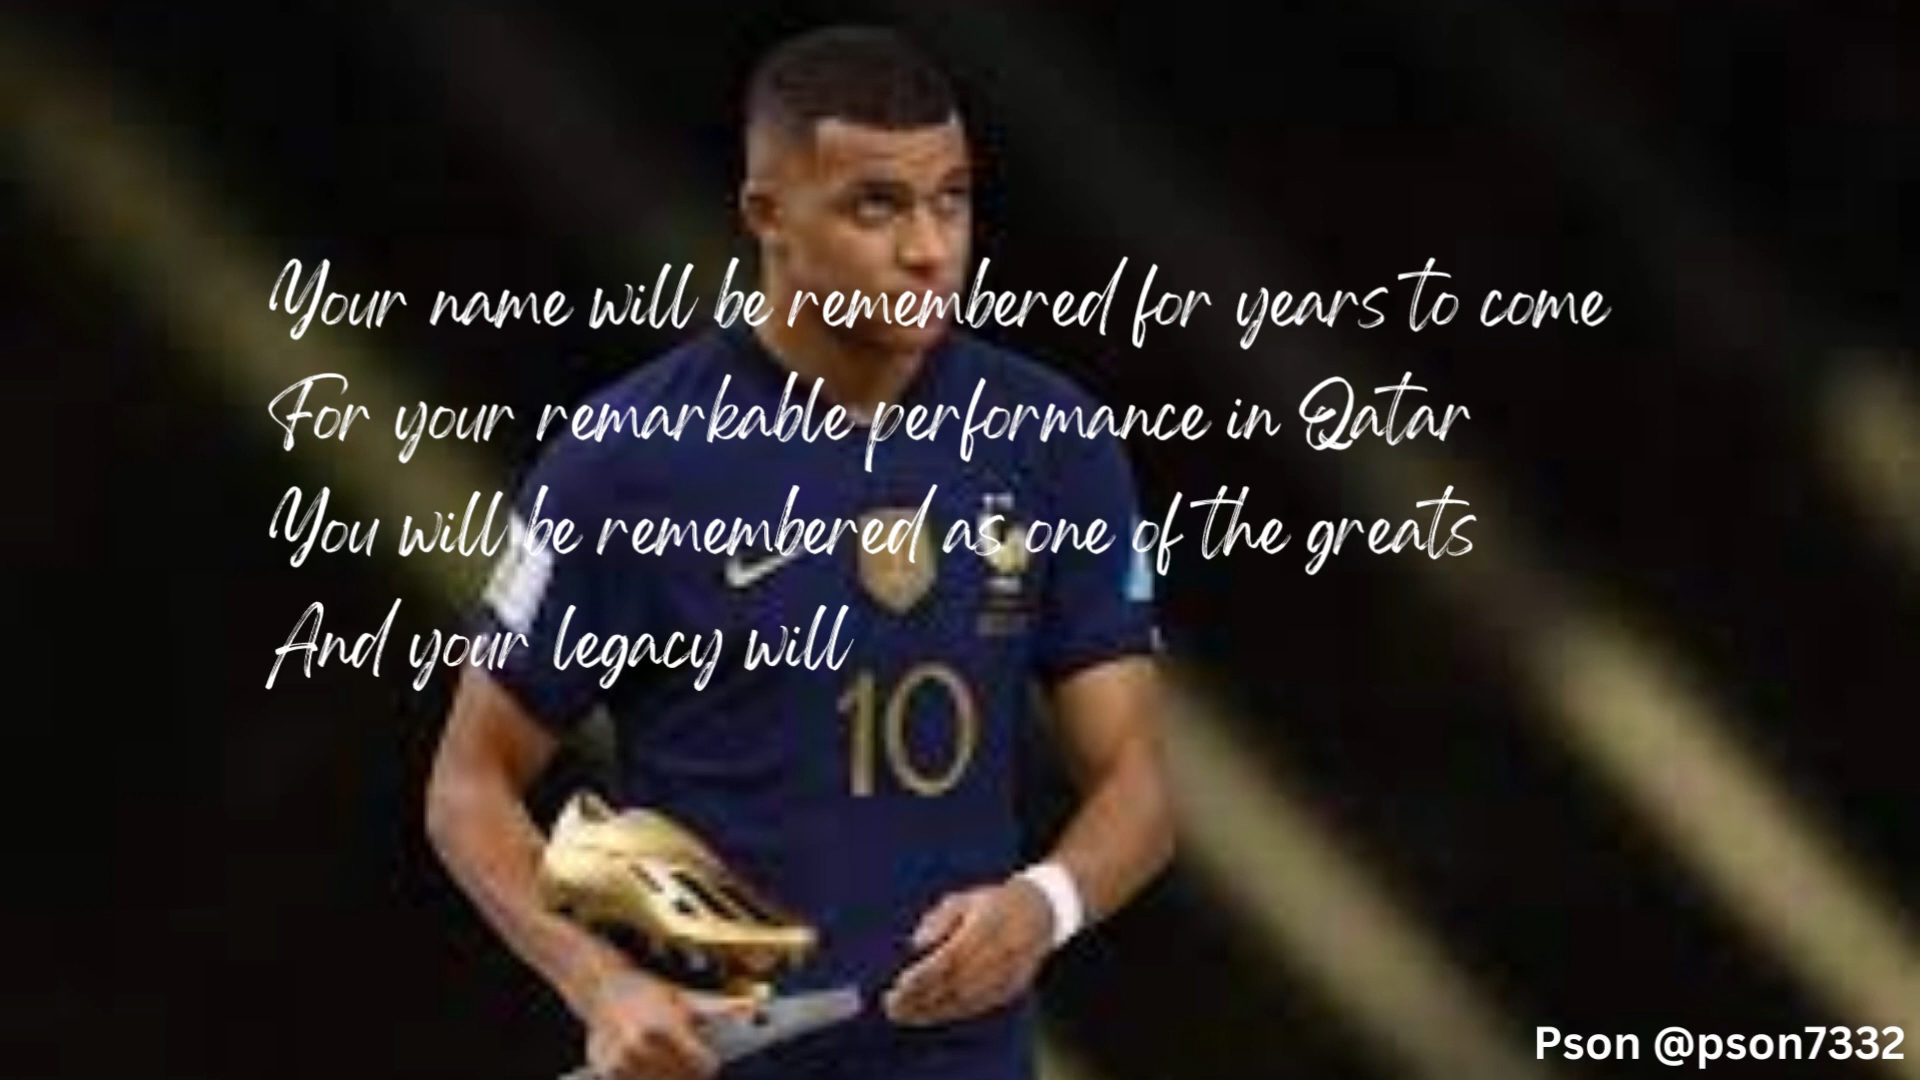 Your name will be remembered for years to come
For your remarkable performance in Qatar
You will be remembered as one of the greats
And your legacy will
10
Pson @pson7332